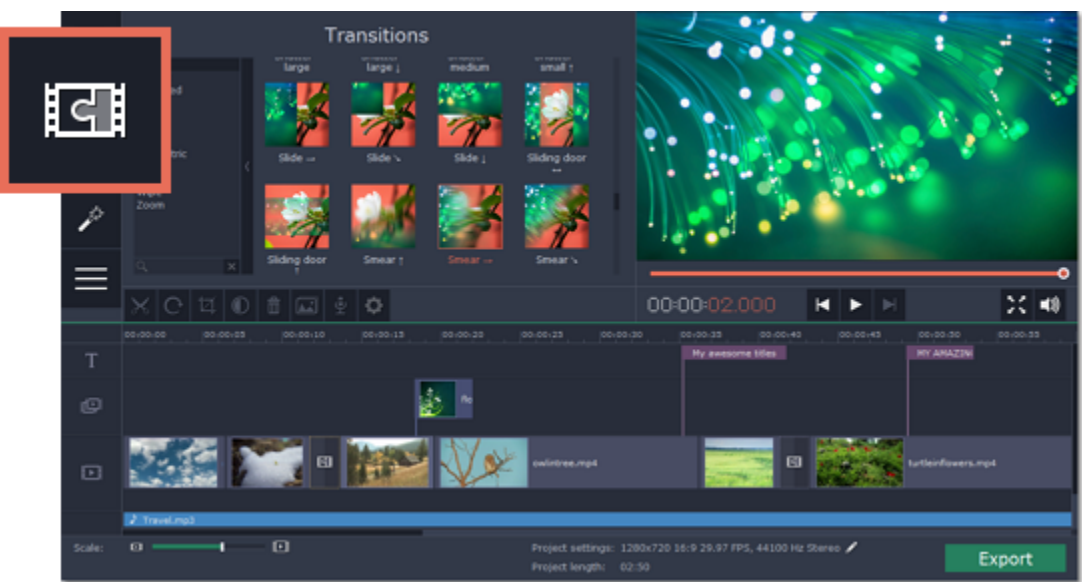 Transitions
large
large ↓
medium
small ↑
Slide →
Slide ↘
Slide ↓
Sliding door ↔
Zoom
Sliding door ↑
Smear ↑
Smear →
Smear ↘
00:00:02.000
00:00:00 00:00:05 00:00:10 00:00:15 00:00:20 00:00:25 00:00:30 00:00:35 00:00:40 00:00:45 00:00:50 00:00:55
T
My awesome titles
MY AMAZIN
owlintree.mp4
turtleinflowers.mp4
Travel.mp3
Scale:
Project settings: 1280x720 16:9 29.97 FPS, 44100 Hz Stereo
Project length: 02:50
Export